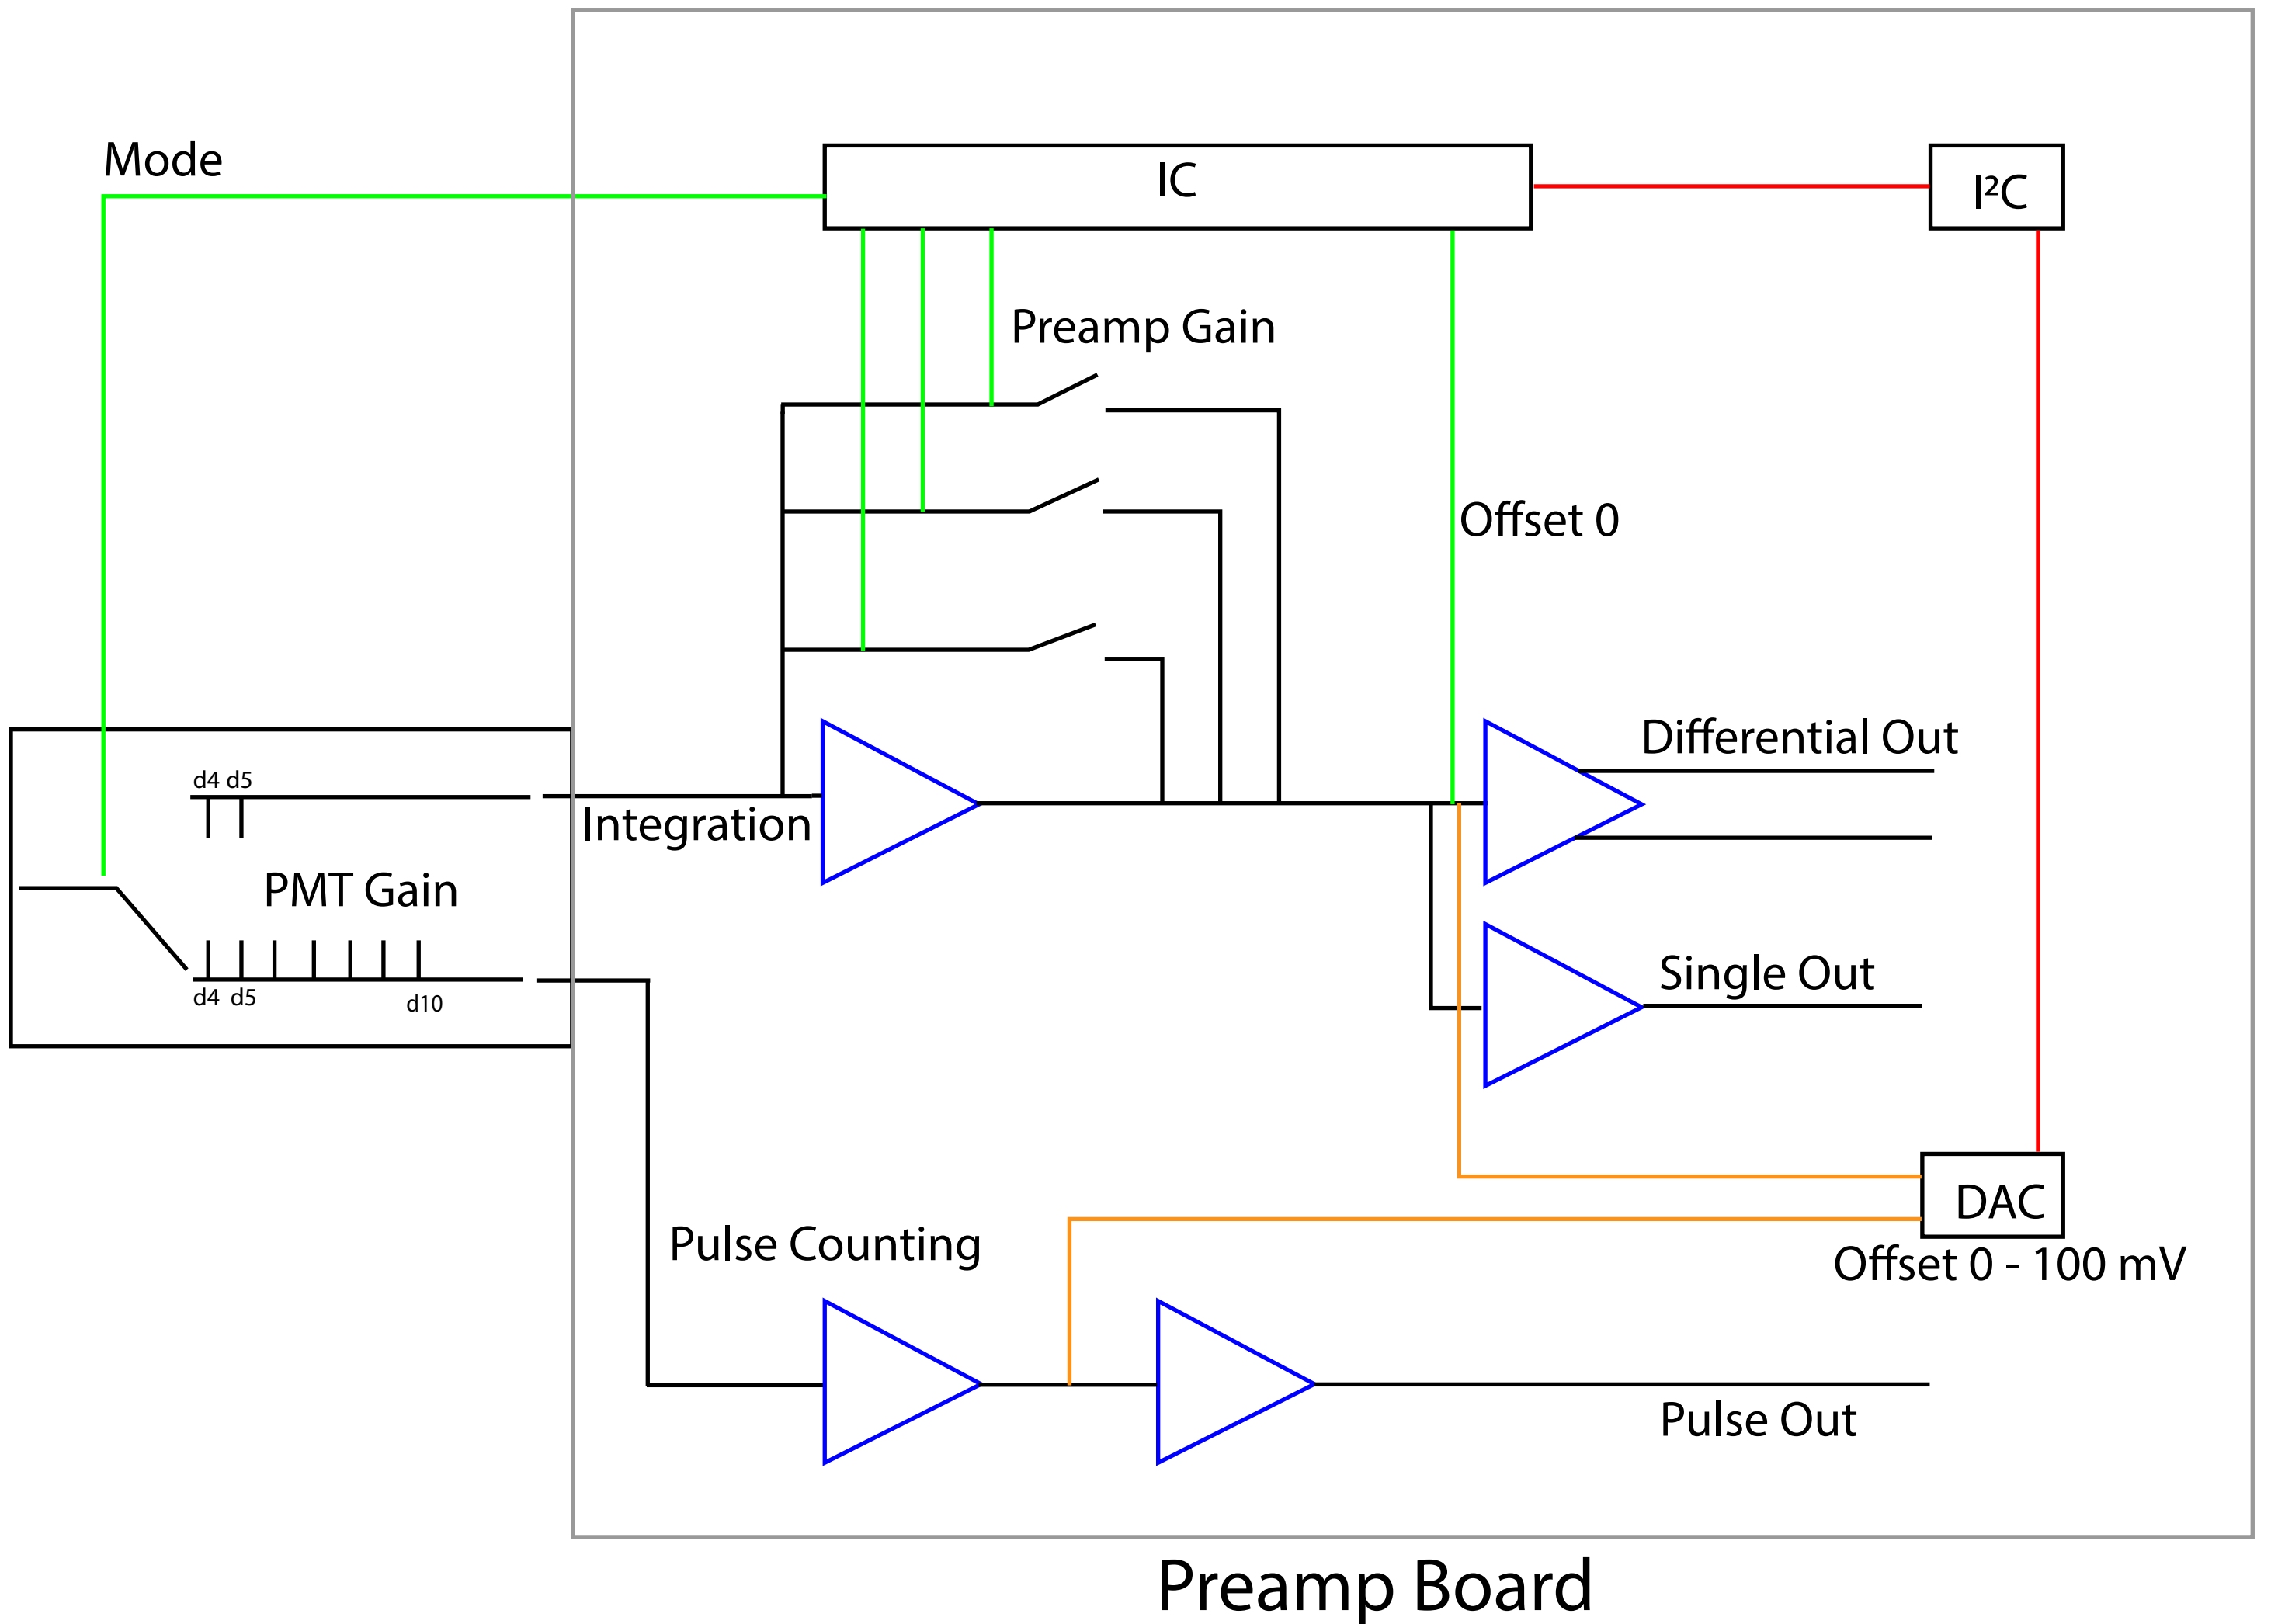 Mode
IC
I²C
Preamp Gain
Offset 0
Differential Out
d4 d5
Integration
PMT Gain
Single Out
d4 d5
d10
DAC
Pulse Counting
Offset 0 - 100 mV
Pulse Out
Preamp Board